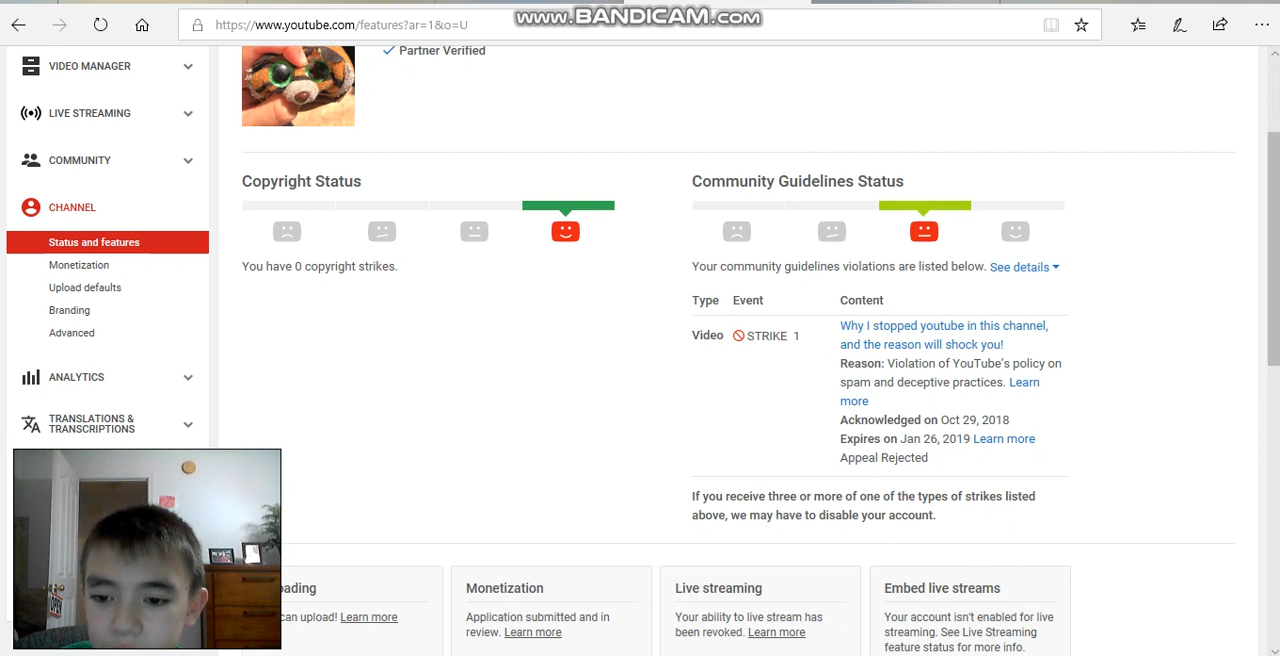 www.BANDICAM.com
https://www.youtube.com/features?ar=1&o=U
Partner Verified
VIDEO MANAGER
LIVE STREAMING
COMMUNITY
CHANNEL
Status and features
Monetization
Upload defaults
Branding
Advanced
ANALYTICS
TRANSLATIONS &
TRANSCRIPTIONS
Copyright Status
You have 0 copyright strikes.
Community Guidelines Status
Your community guidelines violations are listed below. See details
Type Event Content
Video STRIKE 1
Why I stopped youtube in this channel,
and the reason will shock you!
Reason: Violation of YouTube's policy on
spam and deceptive practices. Learn
more
Acknowledged on Oct 29, 2018
Expires on Jan 26, 2019 Learn more
Appeal Rejected
If you receive three or more of one of the types of strikes listed
above, we may have to disable your account.
ading
can upload! Learn more
Monetization
Application submitted and in
review. Learn more
Live streaming
Your ability to live stream has
been revoked. Learn more
Embed live streams
Your account isn't enabled for live
streaming. See Live Streaming
feature status for more info.
OPEN